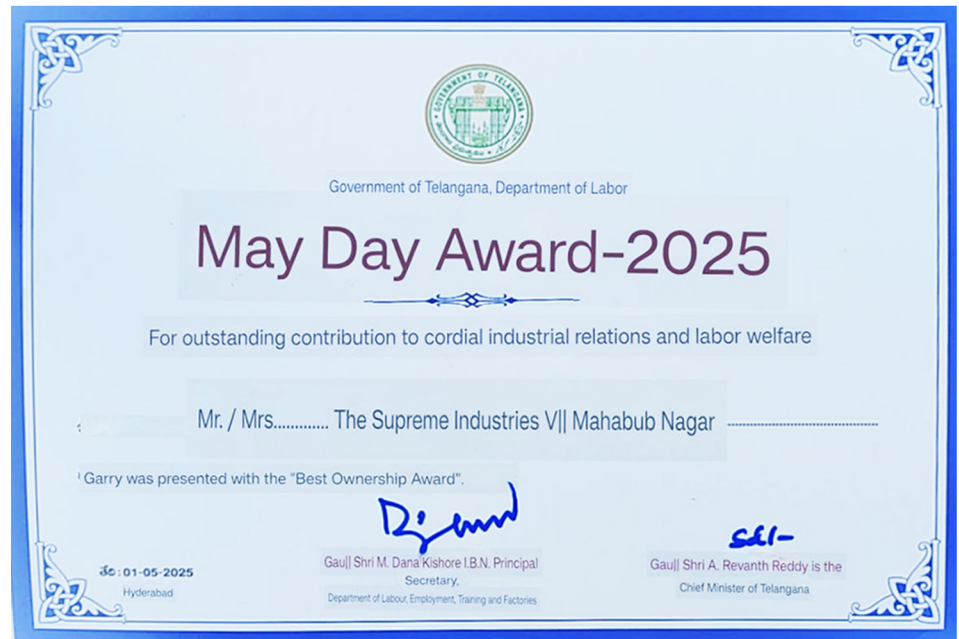 GOVERNMENT OF TELANGANA
Government of Telangana, Department of Labor
May Day Award-2025
For outstanding contribution to cordial industrial relations and labor welfare
Mr. / Mrs............. The Supreme Industries V|| Mahabub Nagar
Garry was presented with the "Best Ownership Award".
Sd/-
తేది : 01-05-2025
Hyderabad
Gau|| Shri M. Dana Kishore I.B.N. Principal
Secretary,
Department of Labour, Employment, Training and Factories
Gau|| Shri A. Revanth Reddy is the
Chief Minister of Telangana